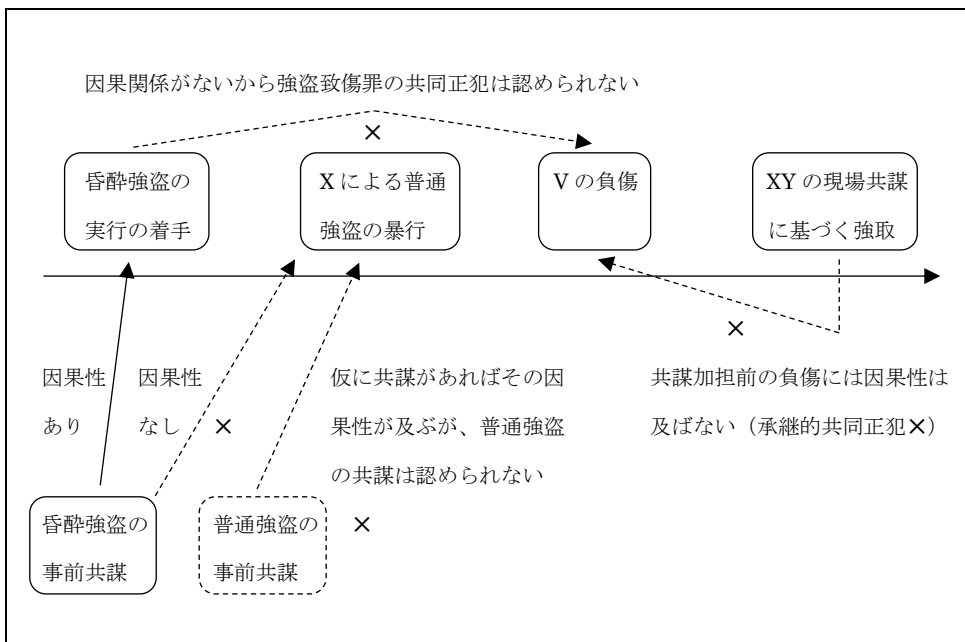 因果関係がないから強盗致傷罪の共同正犯は認められない
×
昏酔強盗の
実行の着手
X による普通
強盗の暴行
V の負傷
XY の現場共謀
に基づく強取
×
因果性
あり
因果性
なし ×
仮に共謀があればその因
果性が及ぶが、普通強盗
の共謀は認められない
共謀加担前の負傷には因果性は
及ばない（承継的共同正犯×）
昏酔強盗の
事前共謀
普通強盗の
事前共謀
×